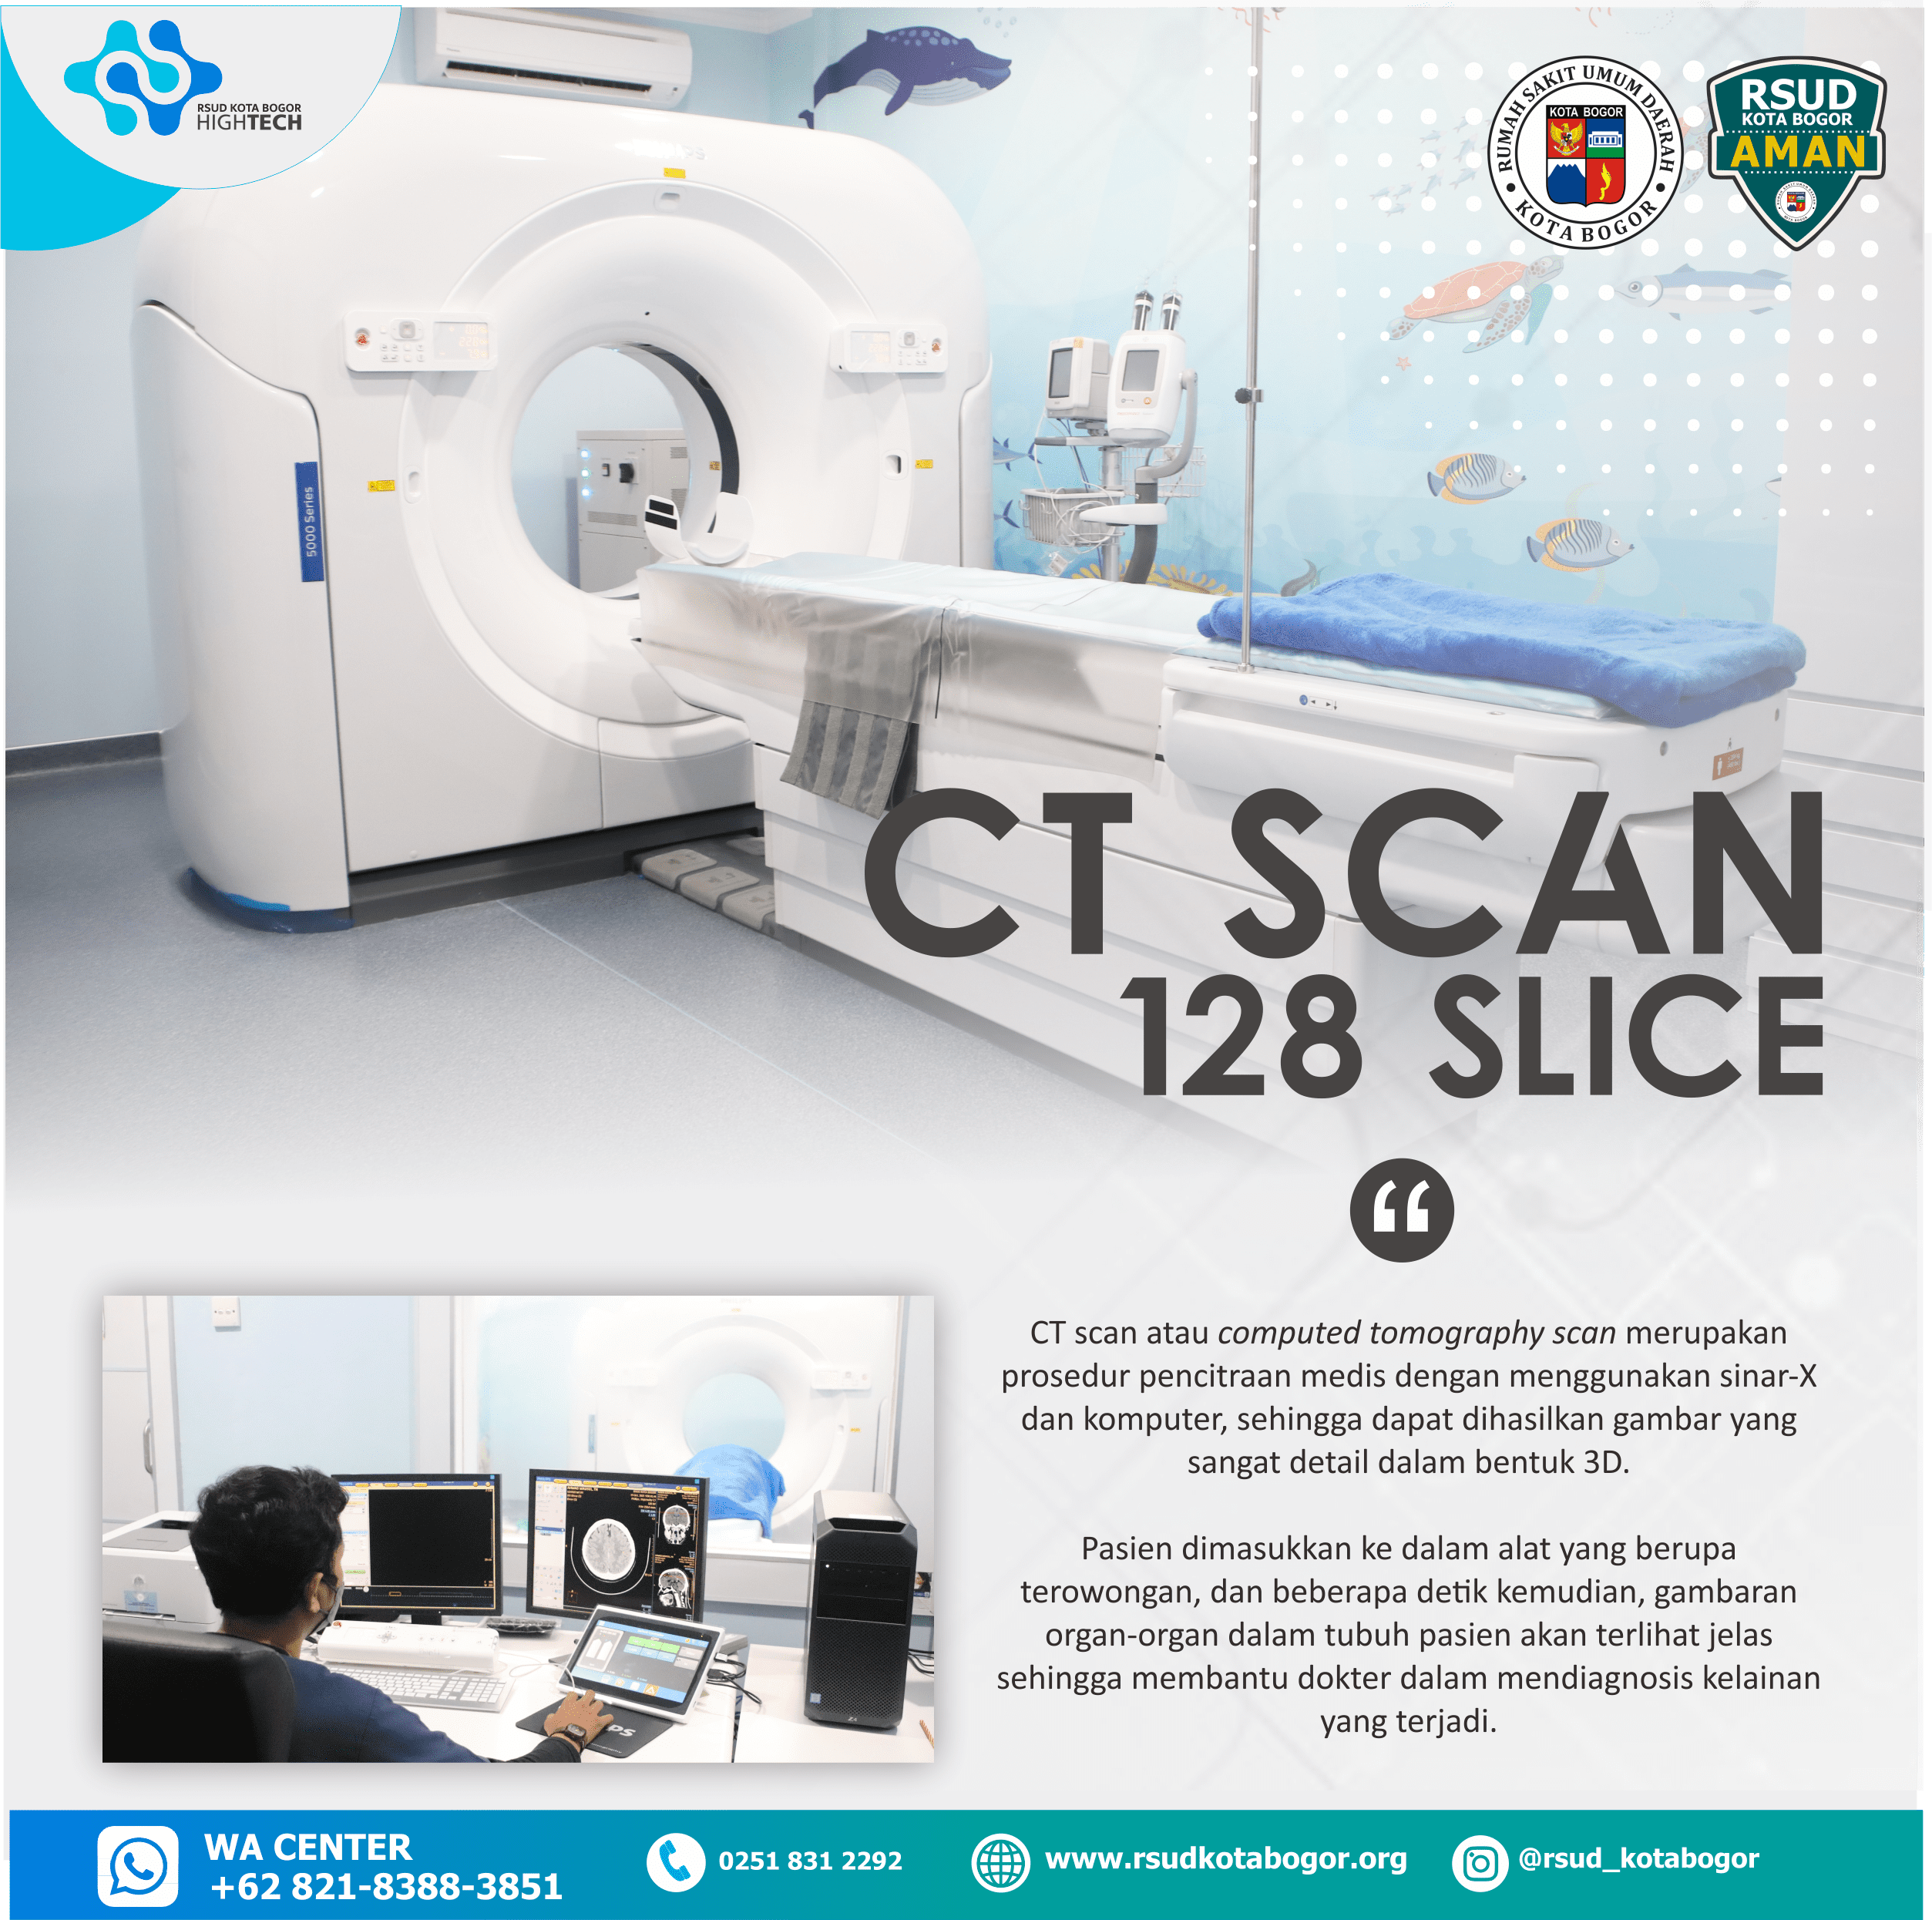 RSUD KOTA BOGOR
HIGHTECH
RUMAH SAKIT UMUM DAERAH
KOTA BOGOR
KOTA BOGOR
RSUD
KOTA BOGOR
AMAN
5000 Series
CT SCAN
128 SLICE
“
CT scan atau computed tomography scan merupakan
prosedur pencitraan medis dengan menggunakan sinar-X
dan komputer, sehingga dapat dihasilkan gambar yang
sangat detail dalam bentuk 3D.
Pasien dimasukkan ke dalam alat yang berupa
terowongan, dan beberapa detik kemudian, gambaran
organ-organ dalam tubuh pasien akan terlihat jelas
sehingga membantu dokter dalam mendiagnosis kelainan
yang terjadi.
WA CENTER
+62 821-8388-3851
0251 831 2292
www.rsudkotabogor.org
@rsud_kotabogor